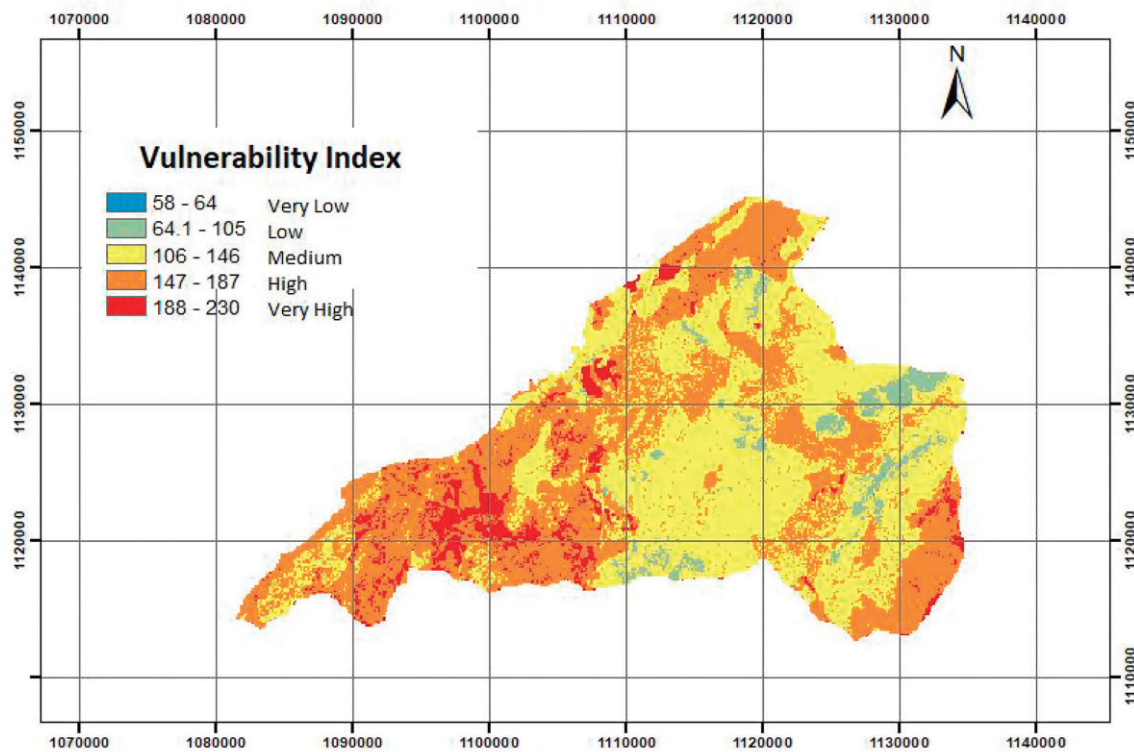 1070000 1080000 1090000 1100000 1110000 1120000 1130000 1140000
N
1150000 1150000
Vulnerability Index
58 - 64 Very Low
64.1 - 105 Low
106 - 146 Medium
1140000 1140000
147 - 187 High
188 - 230 Very High
1130000 1130000
1120000 1120000
1110000 1110000
1070000 1080000 1090000 1100000 1110000 1120000 1130000 1140000